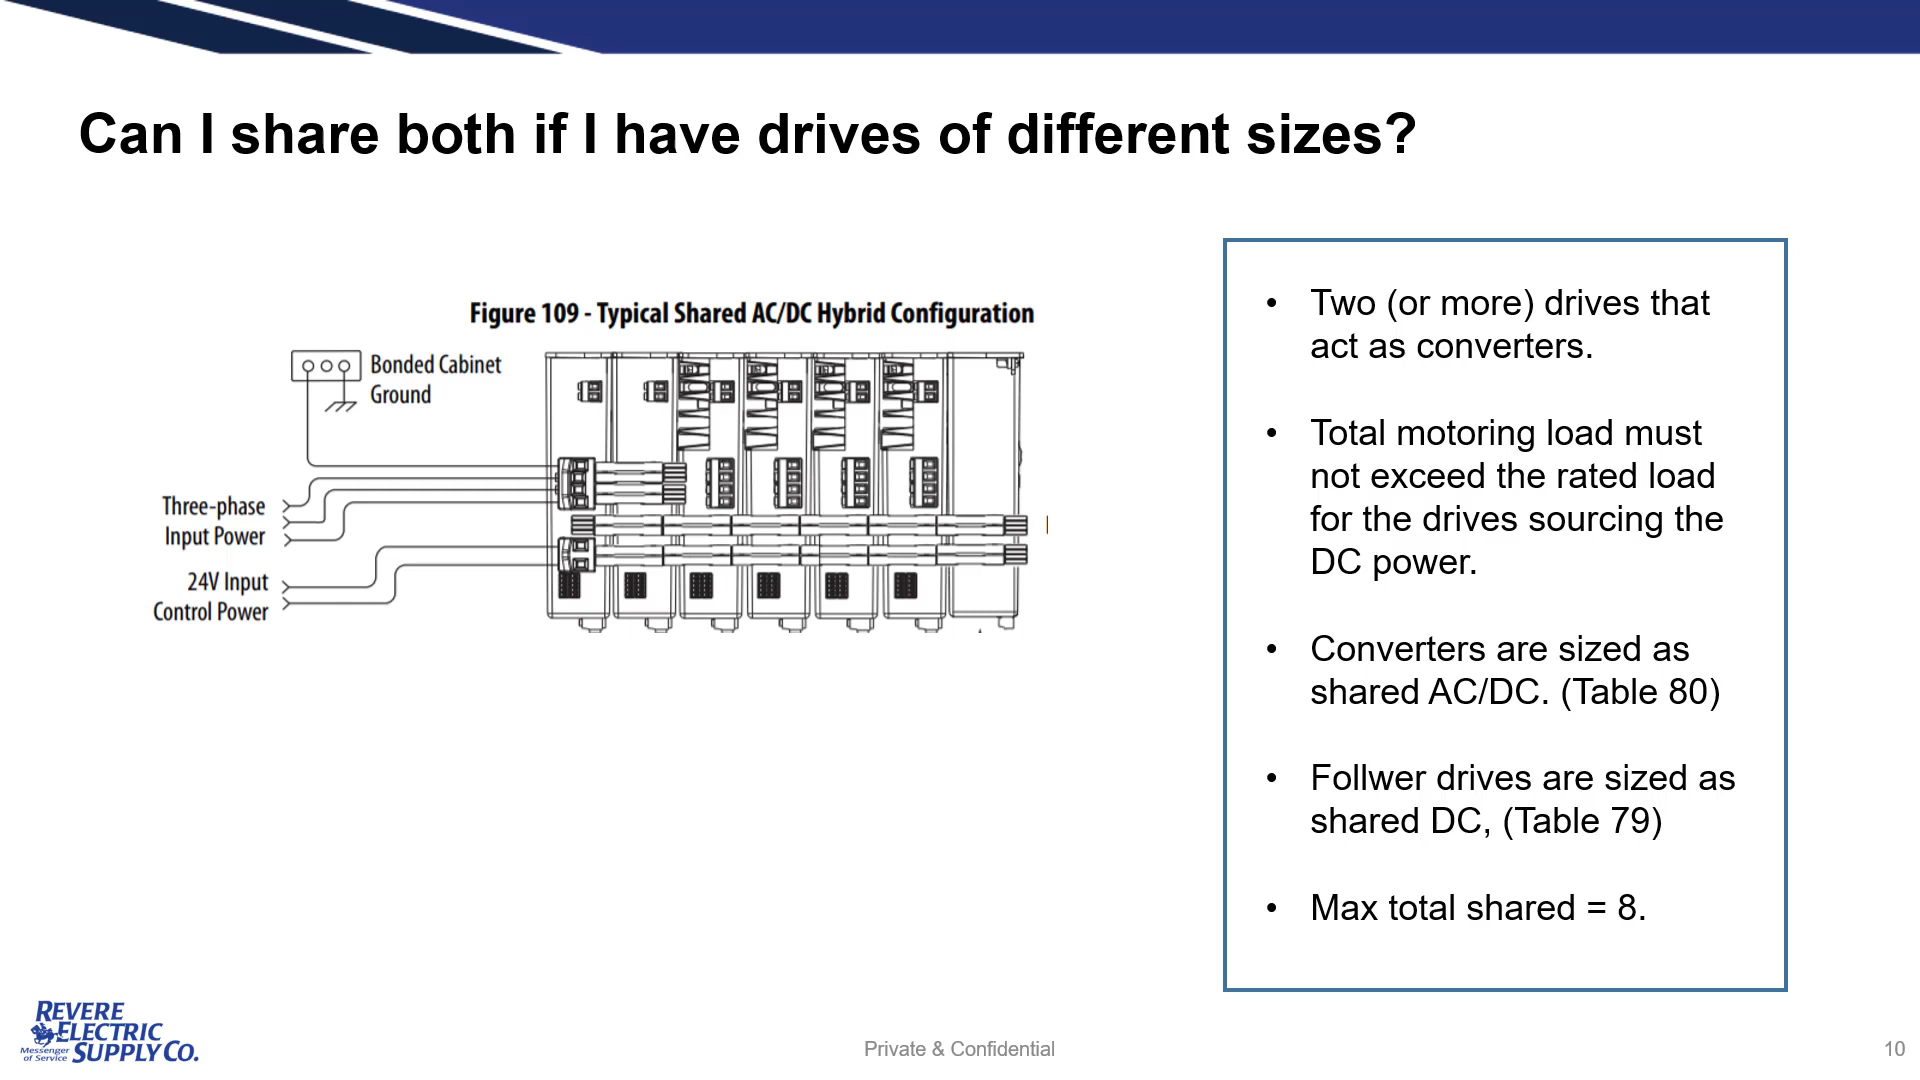 Can I share both if I have drives of different sizes?
Figure 109 - Typical Shared AC/DC Hybrid Configuration
Bonded Cabinet
Ground
Three-phase
Input Power
24V Input
Control Power
• Two (or more) drives that
act as converters.
• Total motoring load must
not exceed the rated load
for the drives sourcing the
DC power.
• Converters are sized as
shared AC/DC. (Table 80)
• Follwer drives are sized as
shared DC, (Table 79)
• Max total shared = 8.
REVERE
ELECTRIC
SUPPLY CO.
Messenger
of Service
Private & Confidential
10